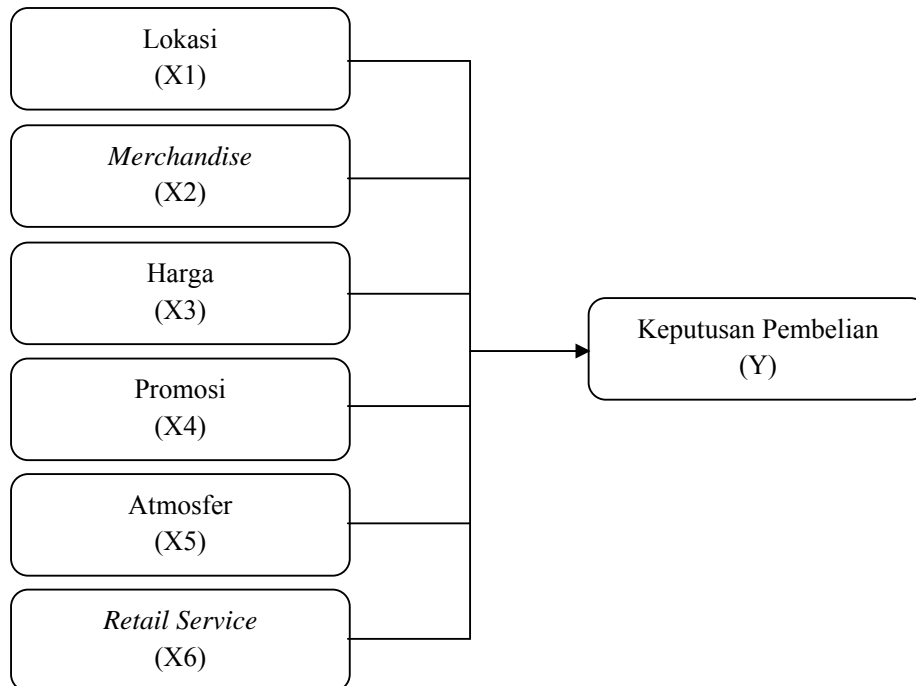 Lokasi
(X1)
Merchandise
(X2)
Harga
(X3)
Promosi
(X4)
Atmosfer
(X5)
Retail Service
(X6)
Keputusan Pembelian
(Y)